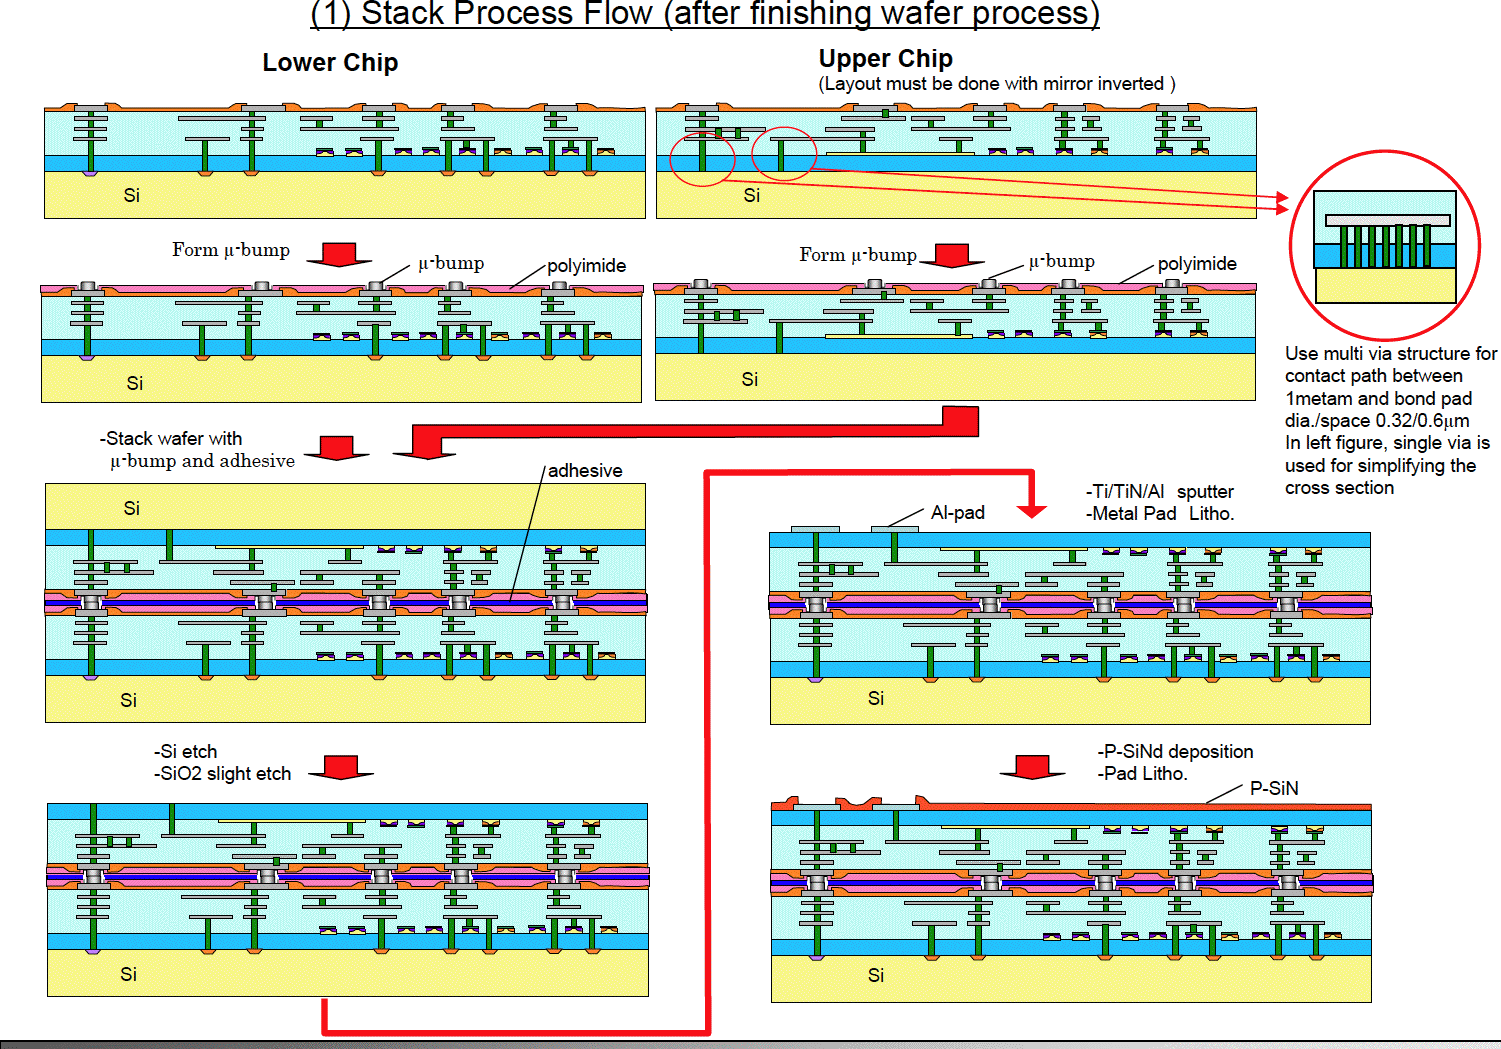 (1) Stack Process Flow (after finishing wafer process)
Lower Chip
Upper Chip
(Layout must be done with mirror inverted )
Si
Si
Form µ-bump
µ-bump
polyimide
Form µ-bump
µ-bump
polyimide
Si
Si
Use multi via structure for
contact path between
1metam and bond pad
dia./space 0.32/0.6µm
In left figure, single via is
used for simplifying the
cross section
-Stack wafer with
µ-bump and adhesive
adhesive
Si
Si
-Si etch
-SiO2 slight etch
Si
-Ti/TiN/Al sputter
-Metal Pad Litho.
Al-pad
Si
-P-SiNd deposition
-Pad Litho.
P-SiN
Si